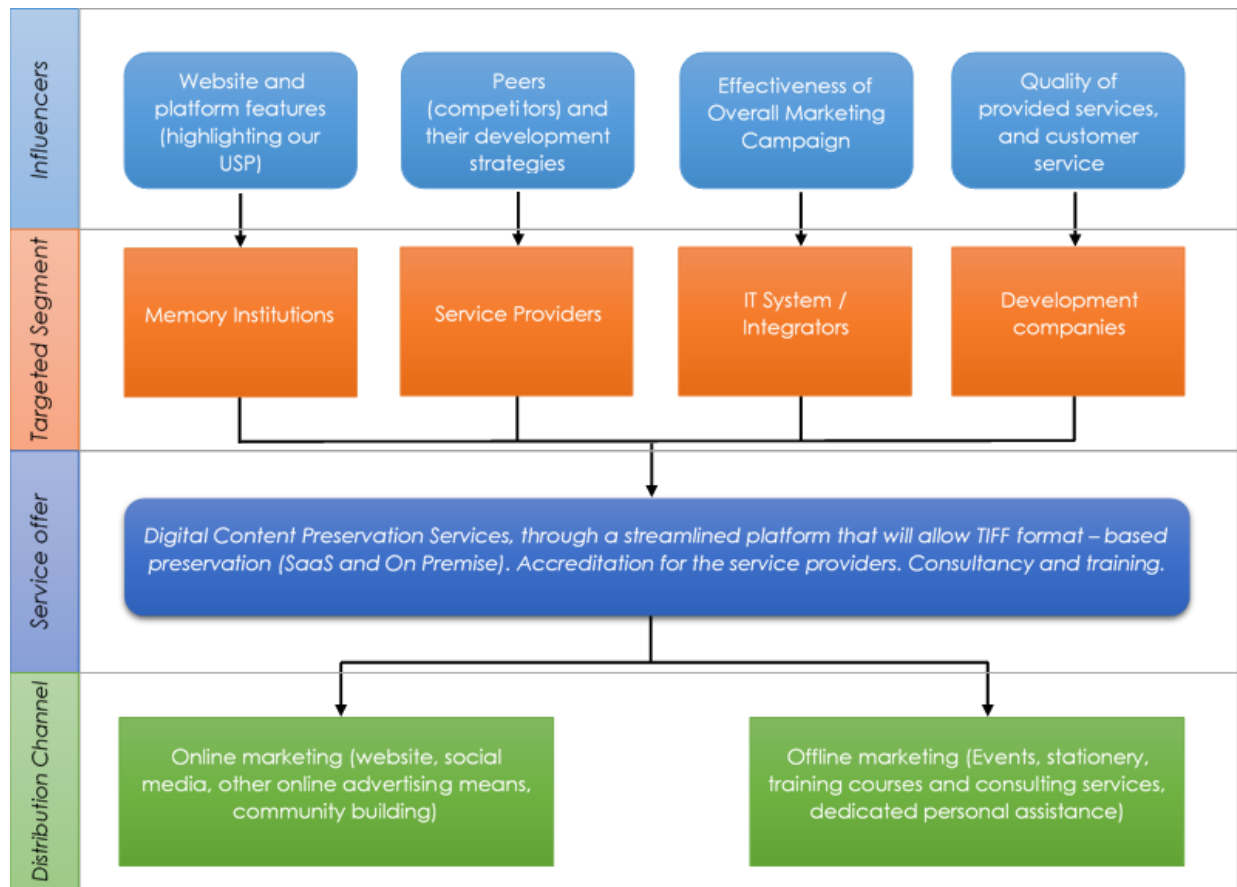 Influencers
Website and
platform features
(highlighting our
USP)
Peers
(competitors) and
their development
strategies
Effectiveness of
Overall Marketing
Campaign
Quality of
provided services,
and customer
service
Targeted Segment
Memory Institutions
Service Providers
IT System /
Integrators
Development
companies
Service offer
Digital Content Preservation Services, through a streamlined platform that will allow TIFF format – based
preservation (SaaS and On Premise). Accreditation for the service providers. Consultancy and training.
Distribution Channel
Online marketing (website, social
media, other online advertising means,
community building)
Offline marketing (Events, stationery,
training courses and consulting services,
dedicated personal assistance)